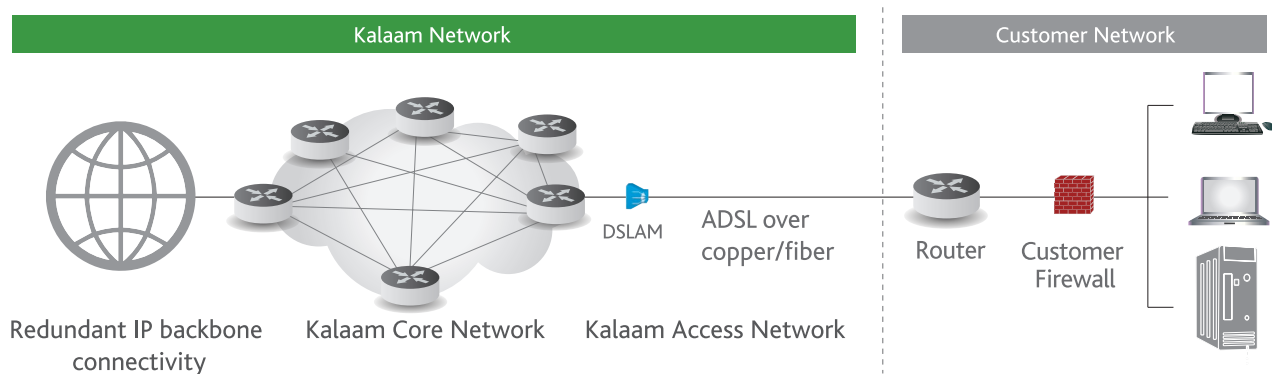 Kalaam Network
Customer Network
DSLAM
ADSL over
copper/fiber
Router
Customer
Firewall
Redundant IP backbone
connectivity
Kalaam Core Network
Kalaam Access Network